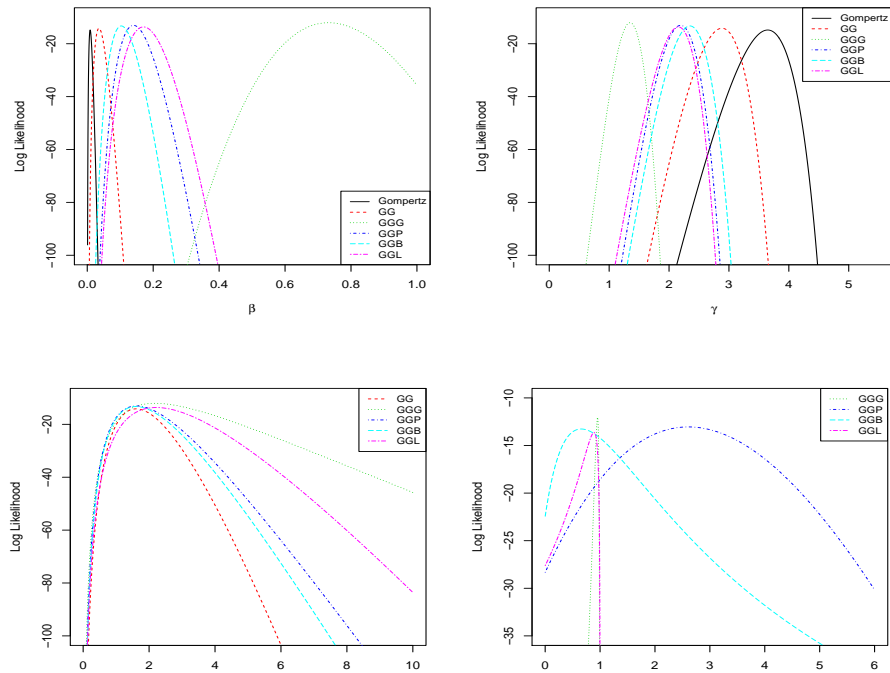 Log Likelihood
-20
-40
-60
-80
-100
Gompertz
GG
GGG
GGP
GGB
GGL
0.0 0.2 0.4 0.6 0.8 1.0
β
Log Likelihood
-20
-40
-60
-80
-100
Gompertz
GG
GGG
GGP
GGB
GGL
0 1 2 3 4 5
γ
Log Likelihood
-20
-40
-60
-80
-100
GG
GGG
GGP
GGB
GGL
0 2 4 6 8 10
Log Likelihood
-10
-15
-20
-25
-30
-35
GGG
GGP
GGB
GGL
0 1 2 3 4 5 6